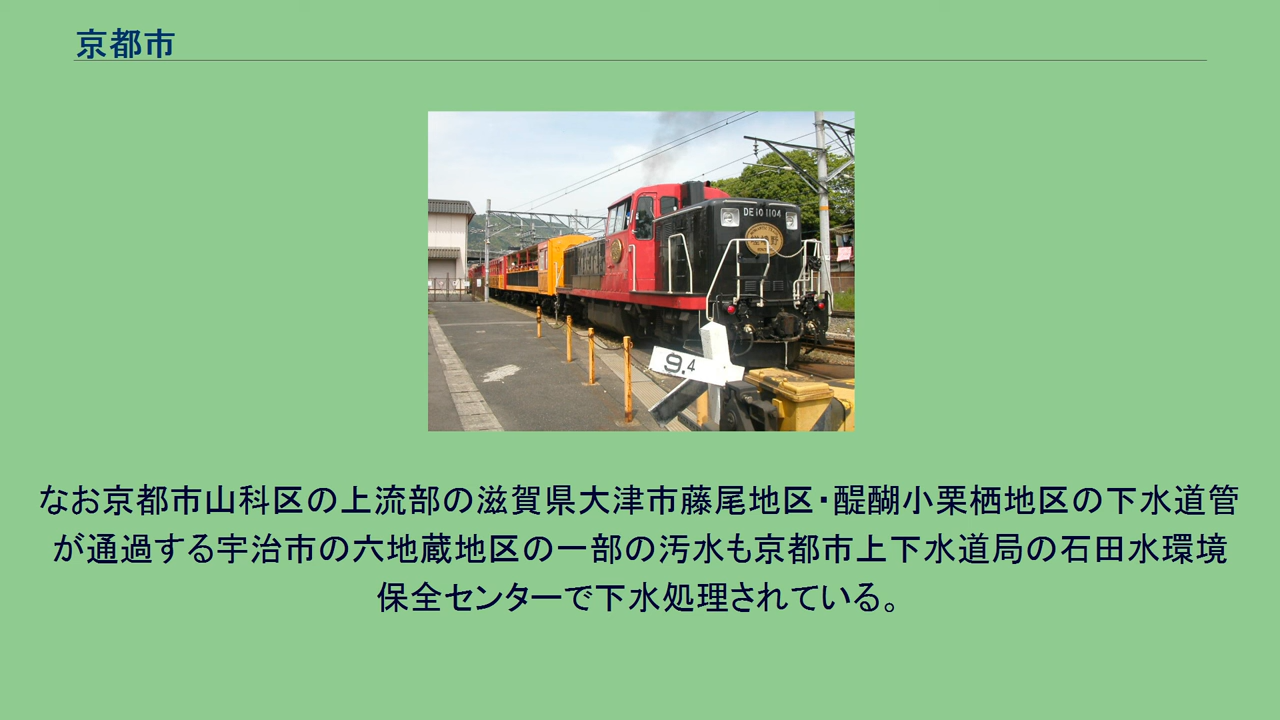 京都市
DE10 1104
9.4
なお京都市山科区の上流部の滋賀県大津市藤尾地区・醍醐小栗栖地区の下水道管
が通過する宇治市の六地蔵地区の一部の汚水も京都市上下水道局の石田水環境
保全センターで下水処理されている。